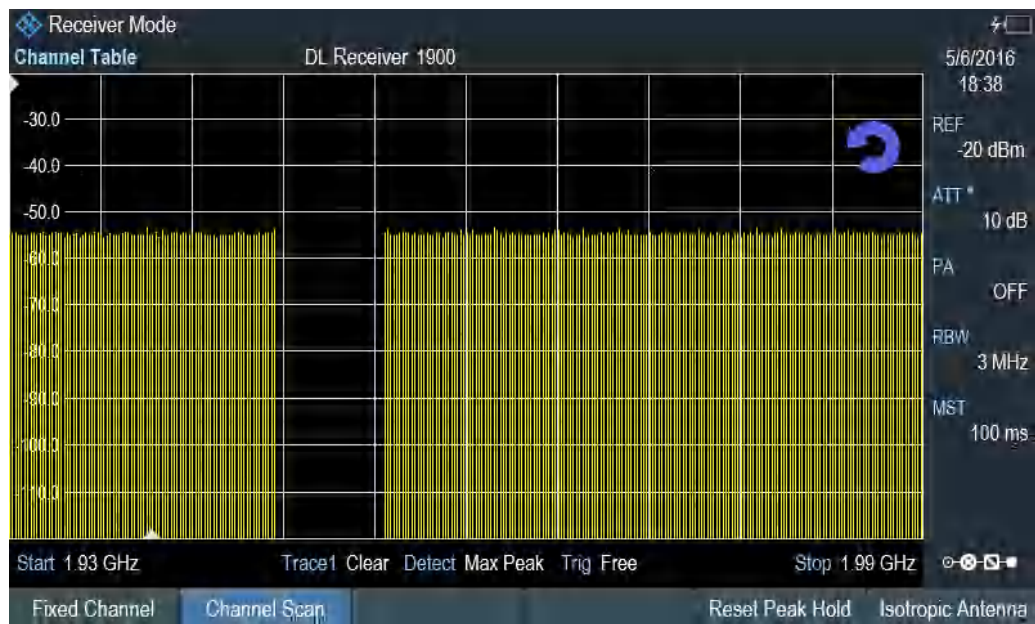 Receiver Mode
Channel Table DL Receiver 1900 5/6/2016
18:38
-30.0
-40.0
-50.0
-60.0
-70.0
-80.0
-90.0
-100.0
-110.0
REF
-20 dBm
ATT *
10 dB
PA
OFF
RBW
3 MHz
MST
100 ms
Start 1.93 GHz Trace1 Clear Detect Max Peak Trig Free Stop 1.99 GHz
Fixed Channel Channel Scan Reset Peak Hold Isotropic Antenna